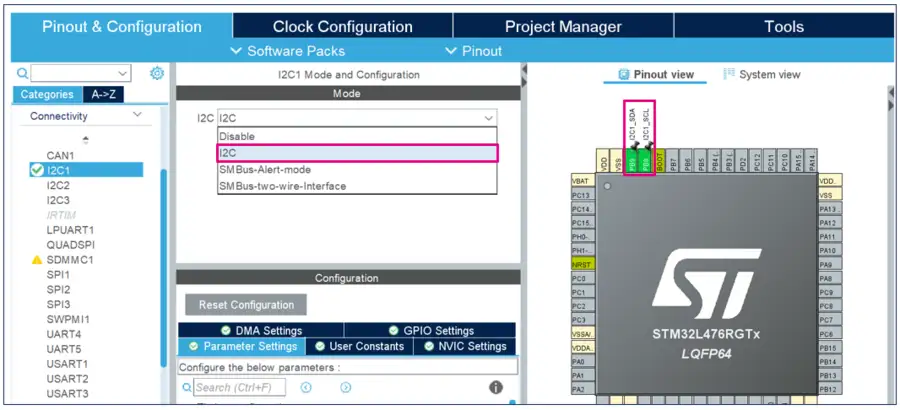 Pinout & Configuration
Clock Configuration
Project Manager
Tools
Software Packs
Pinout
Categories
A->Z
Connectivity
CAN1
I2C1
I2C2
I2C3
IRTIM
LPUART1
QUADSPI
SDMMC1
SPI1
SPI2
SPI3
SWPMI1
UART4
UART5
USART1
USART2
USART3
I2C1 Mode and Configuration
Mode
I2C I2C
Disable
I2C
SMBus-Alert-mode
SMBus-two-wire-Interface
Configuration
Reset Configuration
DMA Settings
GPIO Settings
Parameter Settings
User Constants
NVIC Settings
Configure the below parameters :
Search (Ctrl+F)
Pinout view
System view
I2C1_SDA
I2C1_SCL
VDD
VSS
PB9
PB8
BOOT
PB7
PB6
PB5
PB4 (..
PB3 (..
PD2
PC12
PC11
PC10
PA15..
PA14..
VBAT
PC13
PC14..
PC15..
PH0-..
PH1-..
NRST
PC0
PC1
PC2
PC3
VSSA/..
VDDA..
PA0
PA1
PA2
VDD..
VSS
PA13..
PA12
PA11
PA10
PA9
PA8
PC9
PC8
PC7
PC6
PB15
PB14
PB13
PB12
ST
STM32L476RGTx
LQFP64